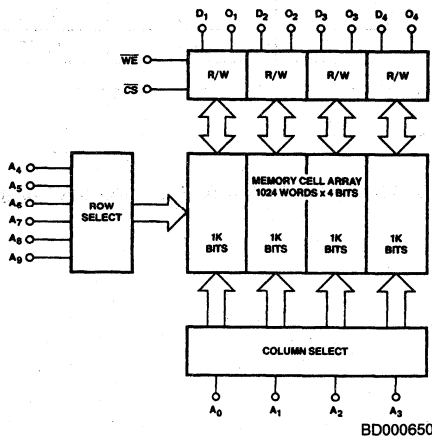 D1 O1 D2 O2 D3 O3 D4 O4
WE
R/W R/W R/W R/W
CS
A4
A5
A6
A7
A8
A9
ROW
SELECT
MEMORY CELL ARRAY
1024 WORDS x 4 BITS
1K 1K 1K 1K
BITS BITS BITS BITS
COLUMN SELECT
A0 A1 A2 A3
BD000650